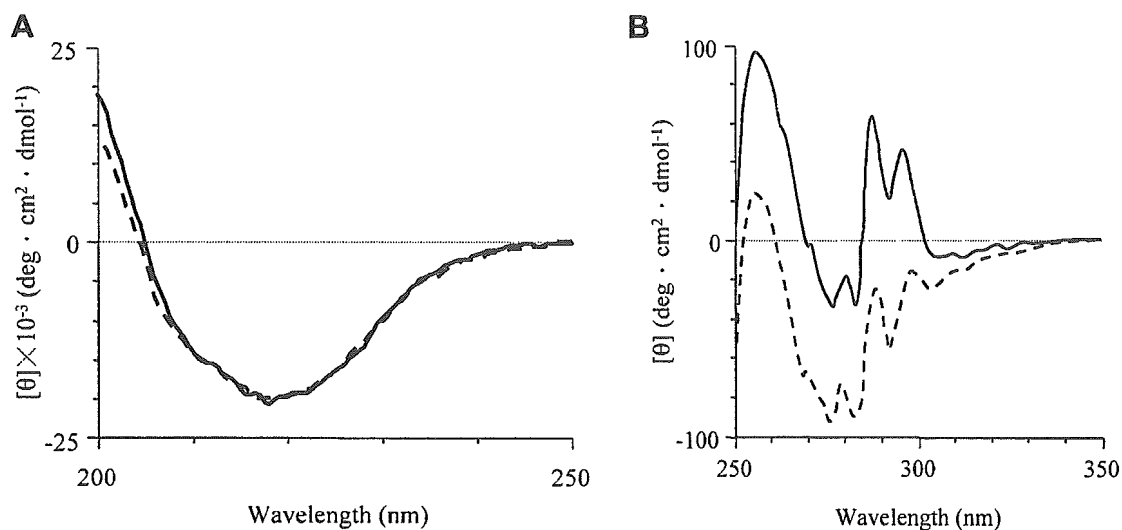 A
25
0
-25
[θ]×10⁻³ (deg · cm² · dmol⁻¹)
200
250
Wavelength (nm)
B
100
0
-100
[θ] (deg · cm² · dmol⁻¹)
250
300
350
Wavelength (nm)